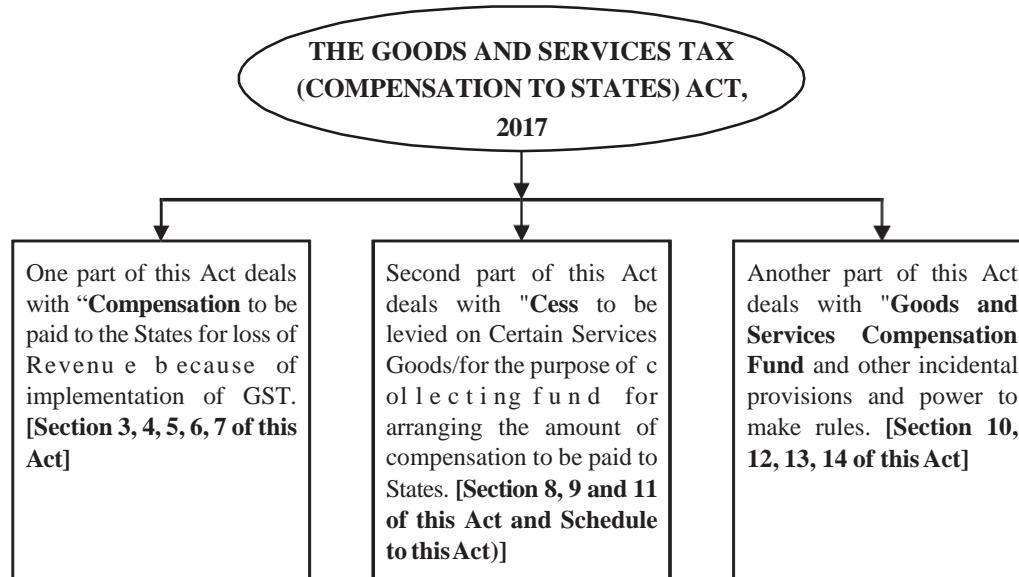 THE GOODS AND SERVICES TAX
(COMPENSATION TO STATES) ACT,
2017
One part of this Act deals
with “Compensation to be
paid to the States for loss of
Revenue because of
implementation of GST.
[Section 3, 4, 5, 6, 7 of this
Act]
Second part of this Act
deals with "Cess to be
levied on Certain Services
Goods/for the purpose of c
ollecting fund for
arranging the amount of
compensation to be paid to
States. [Section 8, 9 and 11
of this Act and Schedule
to this Act)]
Another part of this Act
deals with "Goods and
Services Compensation
Fund and other incidental
provisions and power to
make rules. [Section 10,
12, 13, 14 of this Act]